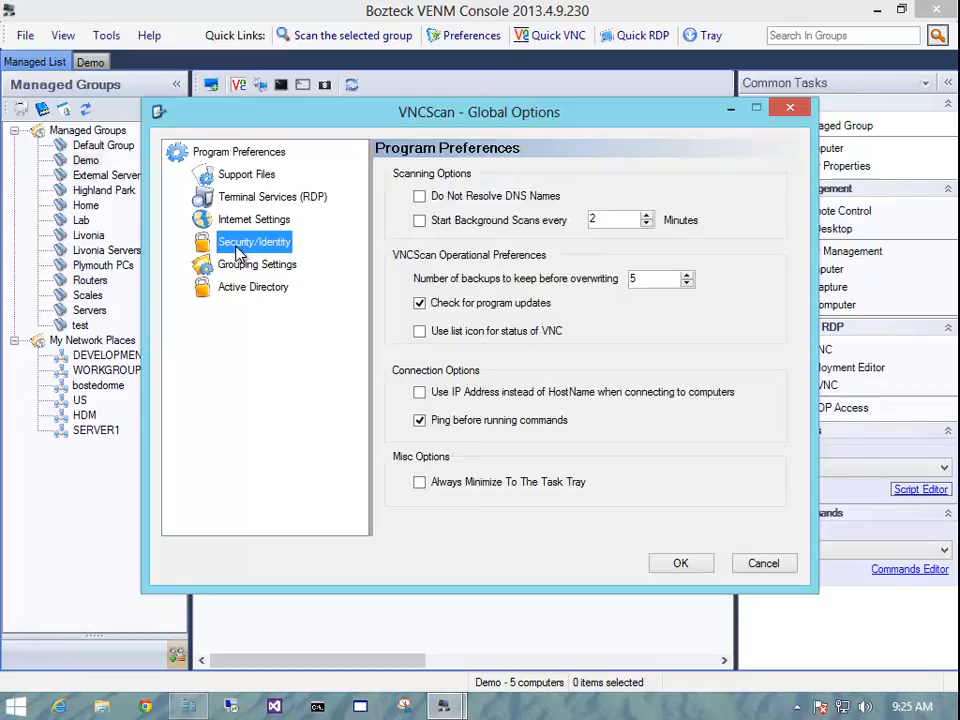 Bozteck VENM Console 2013.4.9.230
File View Tools Help Quick Links: Scan the selected group Preferences Quick VNC Quick RDP Tray Search In Groups
Managed List Demo
Managed Groups
Common Tasks
VNCScan - Global Options
Managed Groups
Default Group
Demo
External Server
Highland Park
Home
Lab
Livonia
Livonia Servers
Plymouth PCs
Routers
Scales
Servers
test
My Network Places
DEVELOPMEN
WORKGROUP
bostedome
US
HDM
SERVER1
Program Preferences
Support Files
Terminal Services (RDP)
Internet Settings
Security/Identity
Grouping Settings
Active Directory
Program Preferences
Scanning Options
Do Not Resolve DNS Names
Start Background Scans every 2 Minutes
VNCScan Operational Preferences
Number of backups to keep before overwriting 5
Check for program updates
Use list icon for status of VNC
Connection Options
Use IP Address instead of HostName when connecting to computers
Ping before running commands
Misc Options
Always Minimize To The Task Tray
OK Cancel
aged Group
puter
r Properties
gement
note Control
Desktop
Management
puter
omputer
omputer
RDP
NC
loyment Editor
VNC
DP Access
s
Script Editor
ands
Commands Editor
Demo - 5 computers 0 items selected
9:25 AM